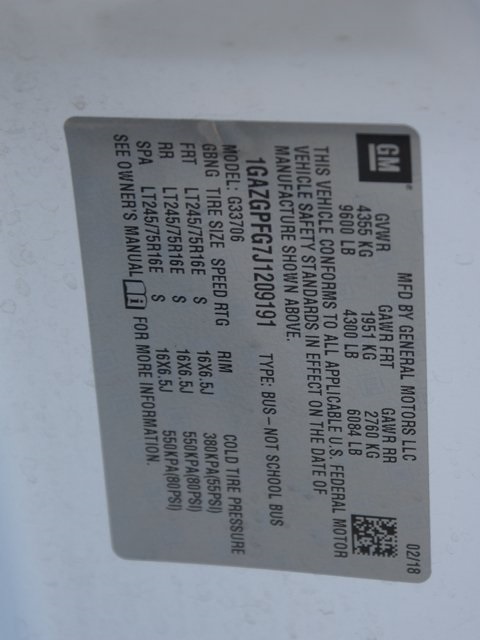 GM®
MFD BY GENERAL MOTORS LLC 02/18
GVWR GAWR FRT GAWR RR
4355 KG 1951 KG 2760 KG
9600 LB 4300 LB 6084 LB
THIS VEHICLE CONFORMS TO ALL APPLICABLE U.S. FEDERAL MOTOR
VEHICLE SAFETY STANDARDS IN EFFECT ON THE DATE OF
MANUFACTURE SHOWN ABOVE.
1GAZGPFG7J1209191 TYPE: BUS-NOT SCHOOL BUS
MODEL: G33706
GBNG TIRE SIZE SPEED RTG RIM COLD TIRE PRESSURE
FRT LT245/75R16E S 16X6.5J 380KPA(55PSI)
RR LT245/75R16E S 16X6.5J 550KPA(80PSI)
SPA LT245/75R16E S 16X6.5J 550KPA(80PSI)
SEE OWNER'S MANUAL FOR MORE INFORMATION.